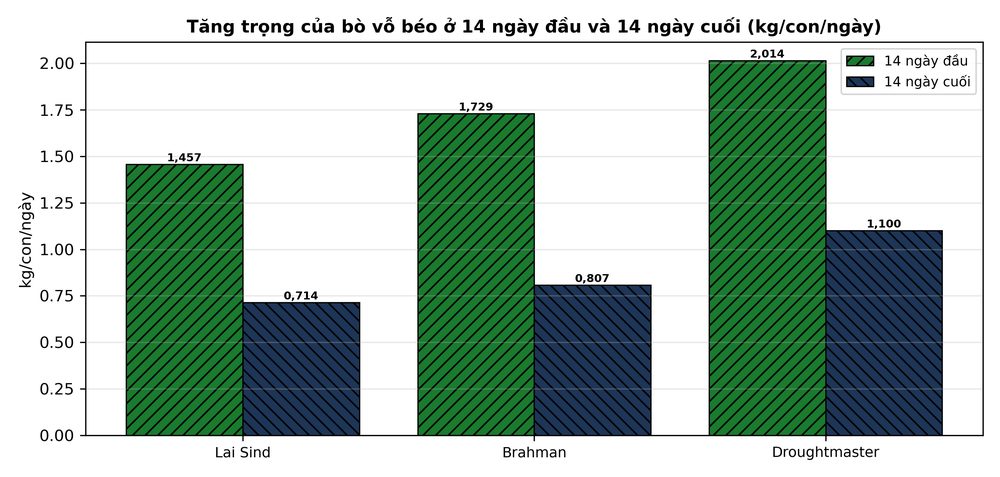 Tăng trọng của bò vỗ béo ở 14 ngày đầu và 14 ngày cuối (kg/con/ngày)
14 ngày đầu
14 ngày cuối
kg/con/ngày
2.00
1.75
1.50
1.25
1.00
0.75
0.50
0.25
0.00
1,457
0,714
1,729
0,807
2,014
1,100
Lai Sind
Brahman
Droughtmaster